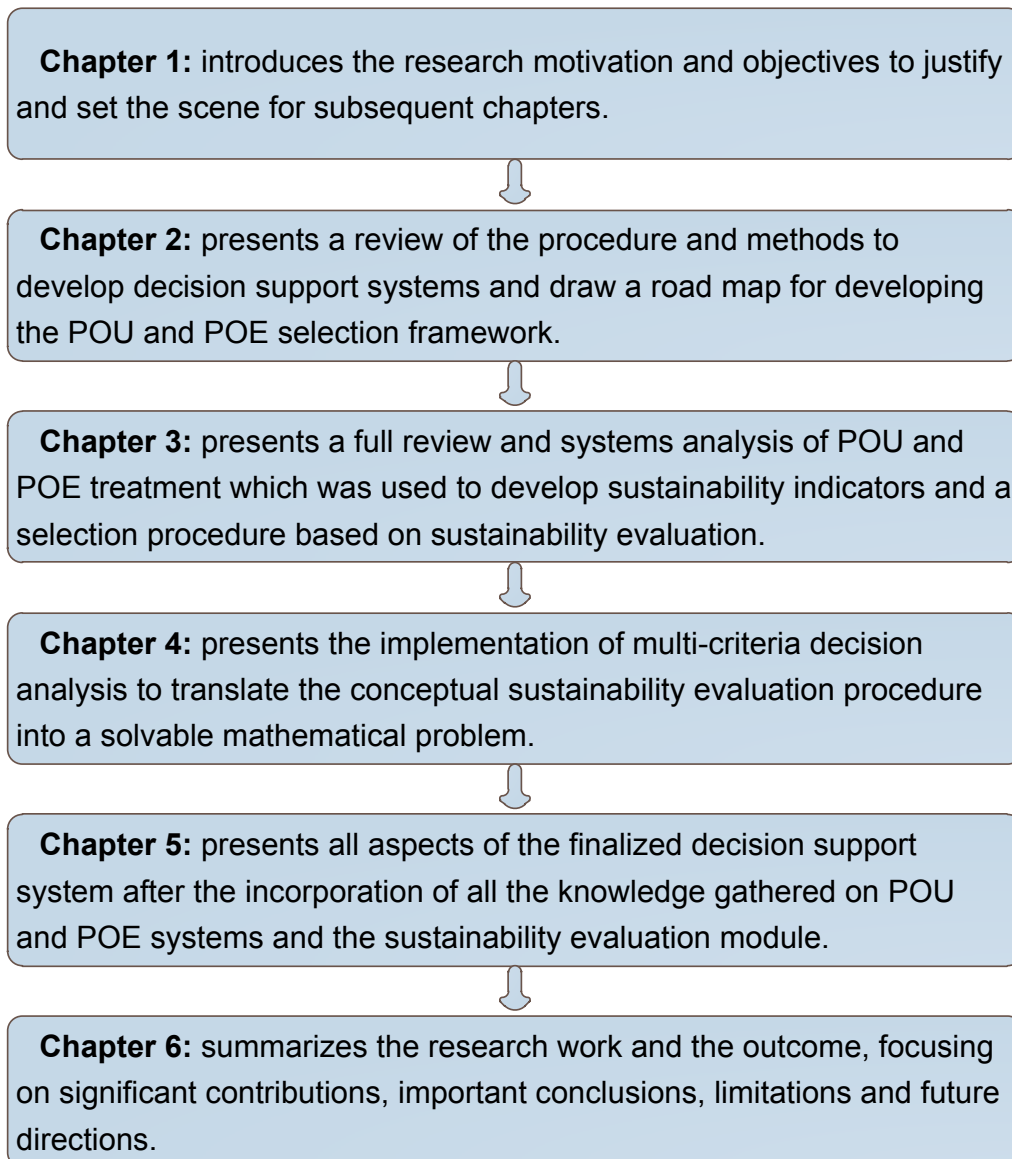 Chapter 1: introduces the research motivation and objectives to justify
and set the scene for subsequent chapters.
Chapter 2: presents a review of the procedure and methods to
develop decision support systems and draw a road map for developing
the POU and POE selection framework.
Chapter 3: presents a full review and systems analysis of POU and
POE treatment which was used to develop sustainability indicators and a
selection procedure based on sustainability evaluation.
Chapter 4: presents the implementation of multi-criteria decision
analysis to translate the conceptual sustainability evaluation procedure
into a solvable mathematical problem.
Chapter 5: presents all aspects of the finalized decision support
system after the incorporation of all the knowledge gathered on POU
and POE systems and the sustainability evaluation module.
Chapter 6: summarizes the research work and the outcome, focusing
on significant contributions, important conclusions, limitations and future
directions.